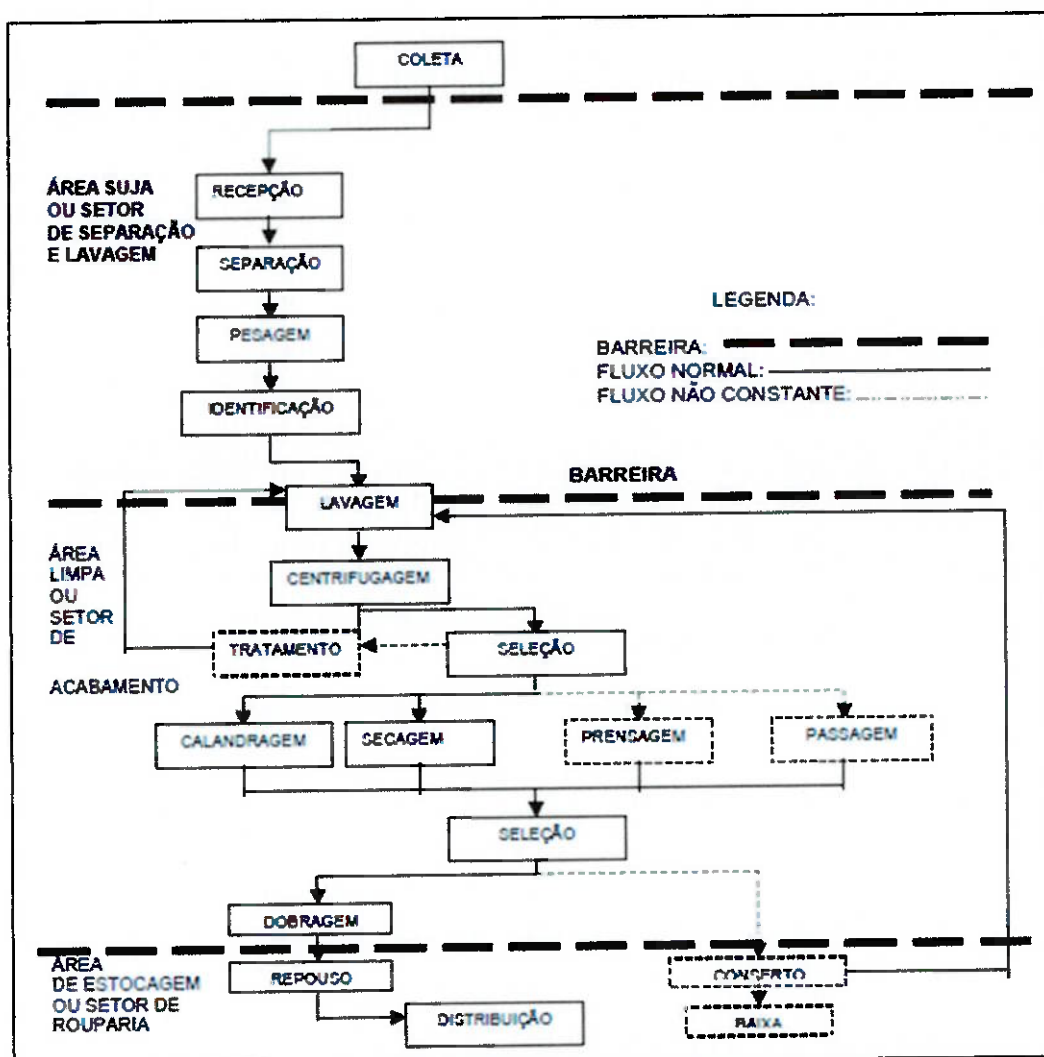 COLETA
ÁREA SUJA
OU SETOR
DE SEPARAÇÃO
E LAVAGEM
RECEPÇÃO
SEPARAÇÃO
PESAGEM
IDENTIFICAÇÃO
LEGENDA:
BARREIRA:
FLUXO NORMAL:
FLUXO NÃO CONSTANTE:
BARREIRA
LAVAGEM
ÁREA
LIMPA
OU
SETOR
DE
ACABAMENTO
CENTRIFUGAGEM
TRATAMENTO
SELEÇÃO
CALANDRAGEM
SECAGEM
PRENSAGEM
PASSAGEM
SELEÇÃO
DOBRAGEM
ÁREA
DE ESTOCAGEM
OU SETOR DE
ROUPARIA
REPOUSO
CONSERTO
DISTRIBUIÇÃO
BAIXA